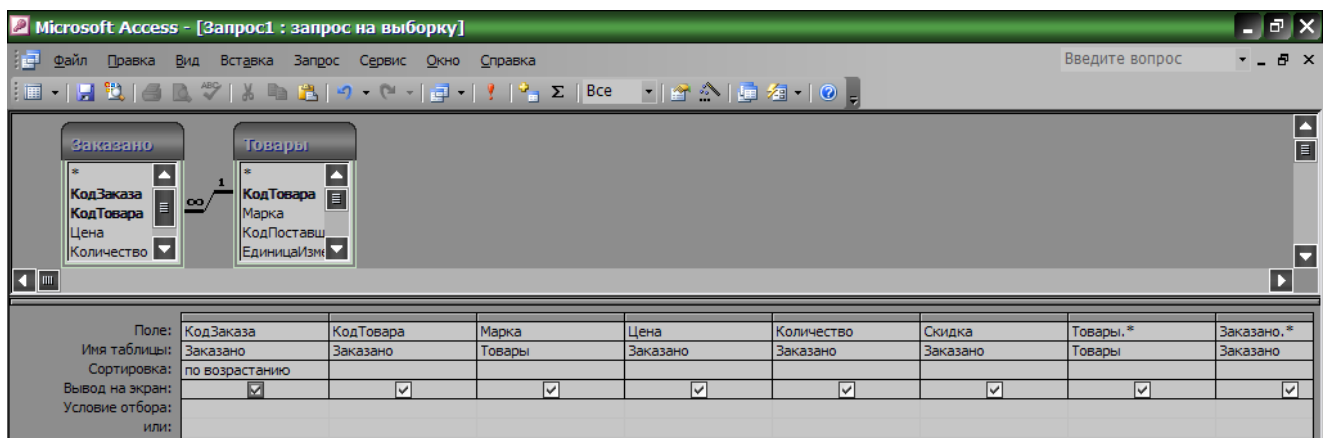 Microsoft Access - [Запрос1 : запрос на выборку]
Файл Правка Вид Вставка Запрос Сервис Окно Справка Введите вопрос
ABC Σ Все
Заказано Товары
* *
КодЗаказа ∞ 1 КодТовара
КодТовара Марка
Цена КодПоставщ
Количество ЕдиницаИзме
Поле: КодЗаказа КодТовара Марка Цена Количество Скидка Товары.* Заказано.*
Имя таблицы: Заказано Заказано Товары Заказано Заказано Заказано Товары Заказано
Сортировка: по возрастанию
Вывод на экран:
Условие отбора:
или: